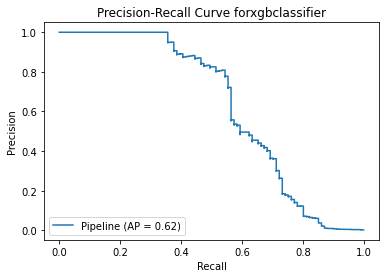 Precision-Recall Curve forxgbclassifier
1.0
0.8
0.6
0.4
0.2
0.0
Precision
Pipeline (AP = 0.62)
0.0 0.2 0.4 0.6 0.8 1.0
Recall